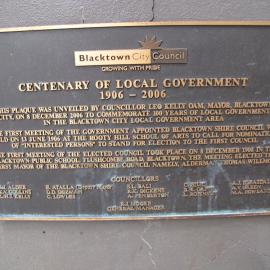 Blacktown City Council
GROWING WITH PRIDE
CENTENARY OF LOCAL GOVERNMENT
1906 - 2006
THIS PLAQUE WAS UNVEILED BY COUNCILLOR LEO KELLY OAM, MAYOR, BLACKTOWN
CITY, ON 8 DECEMBER 2006 TO COMMEMORATE 100 YEARS OF LOCAL GOVERNMENT
IN THE BLACKTOWN CITY LOCAL GOVERNMENT AREA
THE FIRST MEETING OF THE GOVERNMENT APPOINTED BLACKTOWN SHIRE COUNCIL
HELD ON 13 JUNE 1906 AT THE ROOTY HILL SCHOOL OF ARTS TO CALL FOR NOMINATIONS
OF "INTERESTED PERSONS" TO STAND FOR ELECTION TO THE FIRST COUNCIL
THE FIRST MEETING OF THE ELECTED COUNCIL TOOK PLACE ON 8 DECEMBER 1906 IN THE
BLACKTOWN PUBLIC SCHOOL, FLUSHCOMBE ROAD, BLACKTOWN. THE MEETING ELECTED THE
FIRST MAYOR OF THE BLACKTOWN SHIRE COUNCIL, NAMELY, ALDERMAN THOMAS WILLMOT
COUNCILLORS
S.I. BALI
A. PENDERTON
GENERAL MANAGER